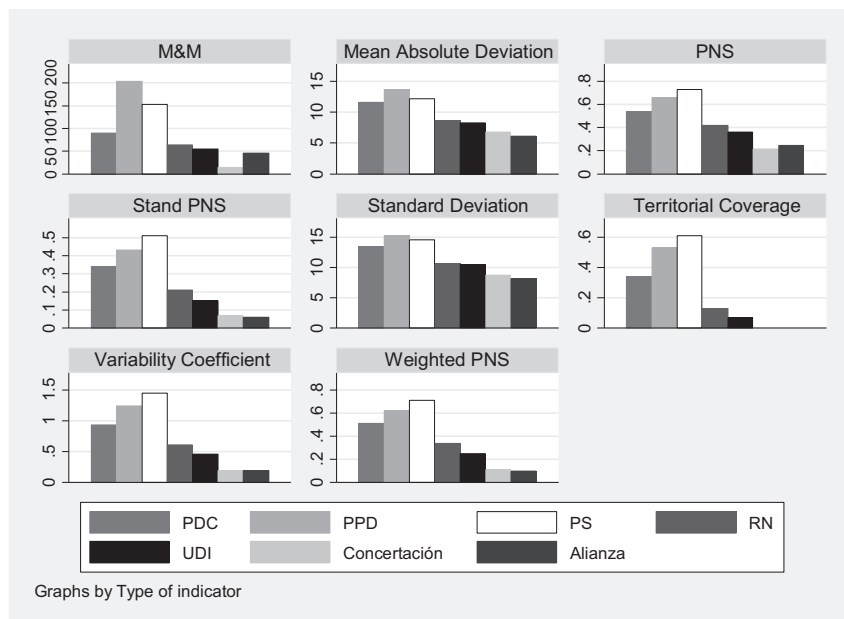 M&M
0 50 100 150 200
Mean Absolute Deviation
0 5 10 15
PNS
0 .2 .4 .6 .8
Stand PNS
0 .1 .2 .3 .4 .5
Standard Deviation
0 5 10 15
Territorial Coverage
0 .2 .4 .6
Variability Coefficient
0 .5 1 1.5
Weighted PNS
0 .2 .4 .6 .8
PDC PPD PS RN
UDI Concertación Alianza
Graphs by Type of indicator